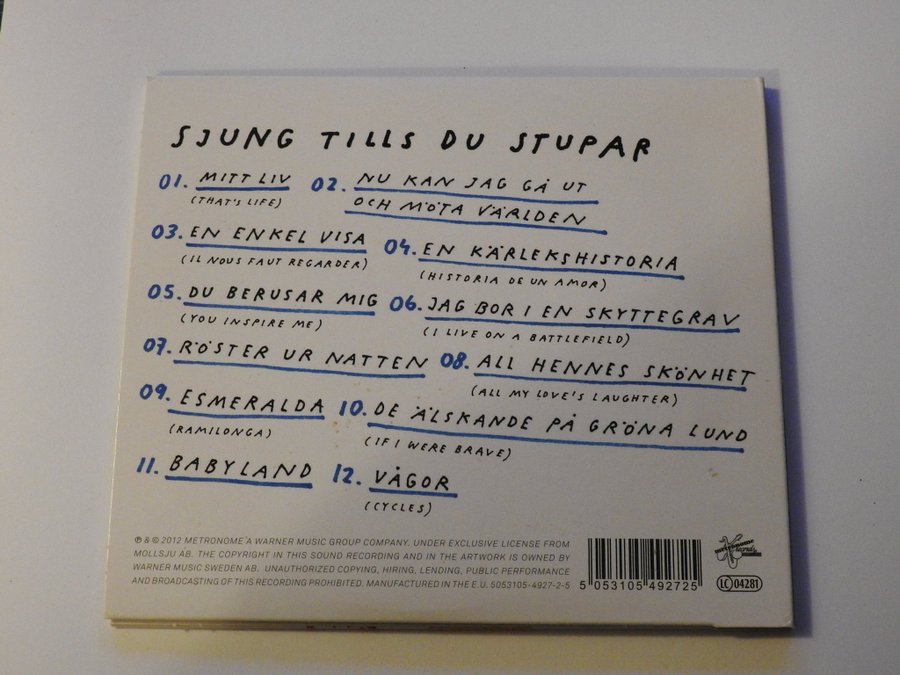 SJUNG TILLS DU STUPAR
01. MITT LIV
(THAT'S LIFE)
02. NU KAN JAG GÅ UT
OCH MÖTA VÄRLDEN
03. EN ENKEL VISA
(IL NOUS FAUT REGARDER)
04. EN KÄRLEKSHISTORIA
(HISTORIA DE UN AMOR)
05. DU BERUSAR MIG
(YOU INSPIRE ME)
06. JAG BOR I EN SKYTTEGRAV
(I LIVE ON A BATTLEFIELD)
07. RÖSTER UR NATTEN
08. ALL HENNES SKÖNHET
(ALL MY LOVE'S LAUGHTER)
09. ESMERALDA
(RAMILONGA)
10. DE ÄLSKANDE PÅ GRÖNA LUND
(IF I WERE BRAVE)
11. BABYLAND
12. VÅGOR
(CYCLES)
℗ & © 2012 METRONOME A WARNER MUSIC GROUP COMPANY. UNDER EXCLUSIVE LICENSE FROM
MOLLSJU AB. THE COPYRIGHT IN THIS SOUND RECORDING AND IN THE ARTWORK IS OWNED BY
WARNER MUSIC SWEDEN AB. UNAUTHORIZED COPYING, HIRING, LENDING, PUBLIC PERFORMANCE
AND BROADCASTING OF THIS RECORDING PROHIBITED. MANUFACTURED IN THE E.U. 5053105-4927-2-5
5 053105 492725
METRONOME
LC 04281